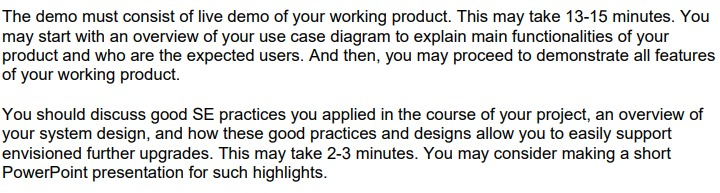 The demo must consist of live demo of your working product. This may take 13-15 minutes. You
may start with an overview of your use case diagram to explain main functionalities of your
product and who are the expected users. And then, you may proceed to demonstrate all features
of your working product.
You should discuss good SE practices you applied in the course of your project, an overview of
your system design, and how these good practices and designs allow you to easily support
envisioned further upgrades. This may take 2-3 minutes. You may consider making a short
PowerPoint presentation for such highlights.